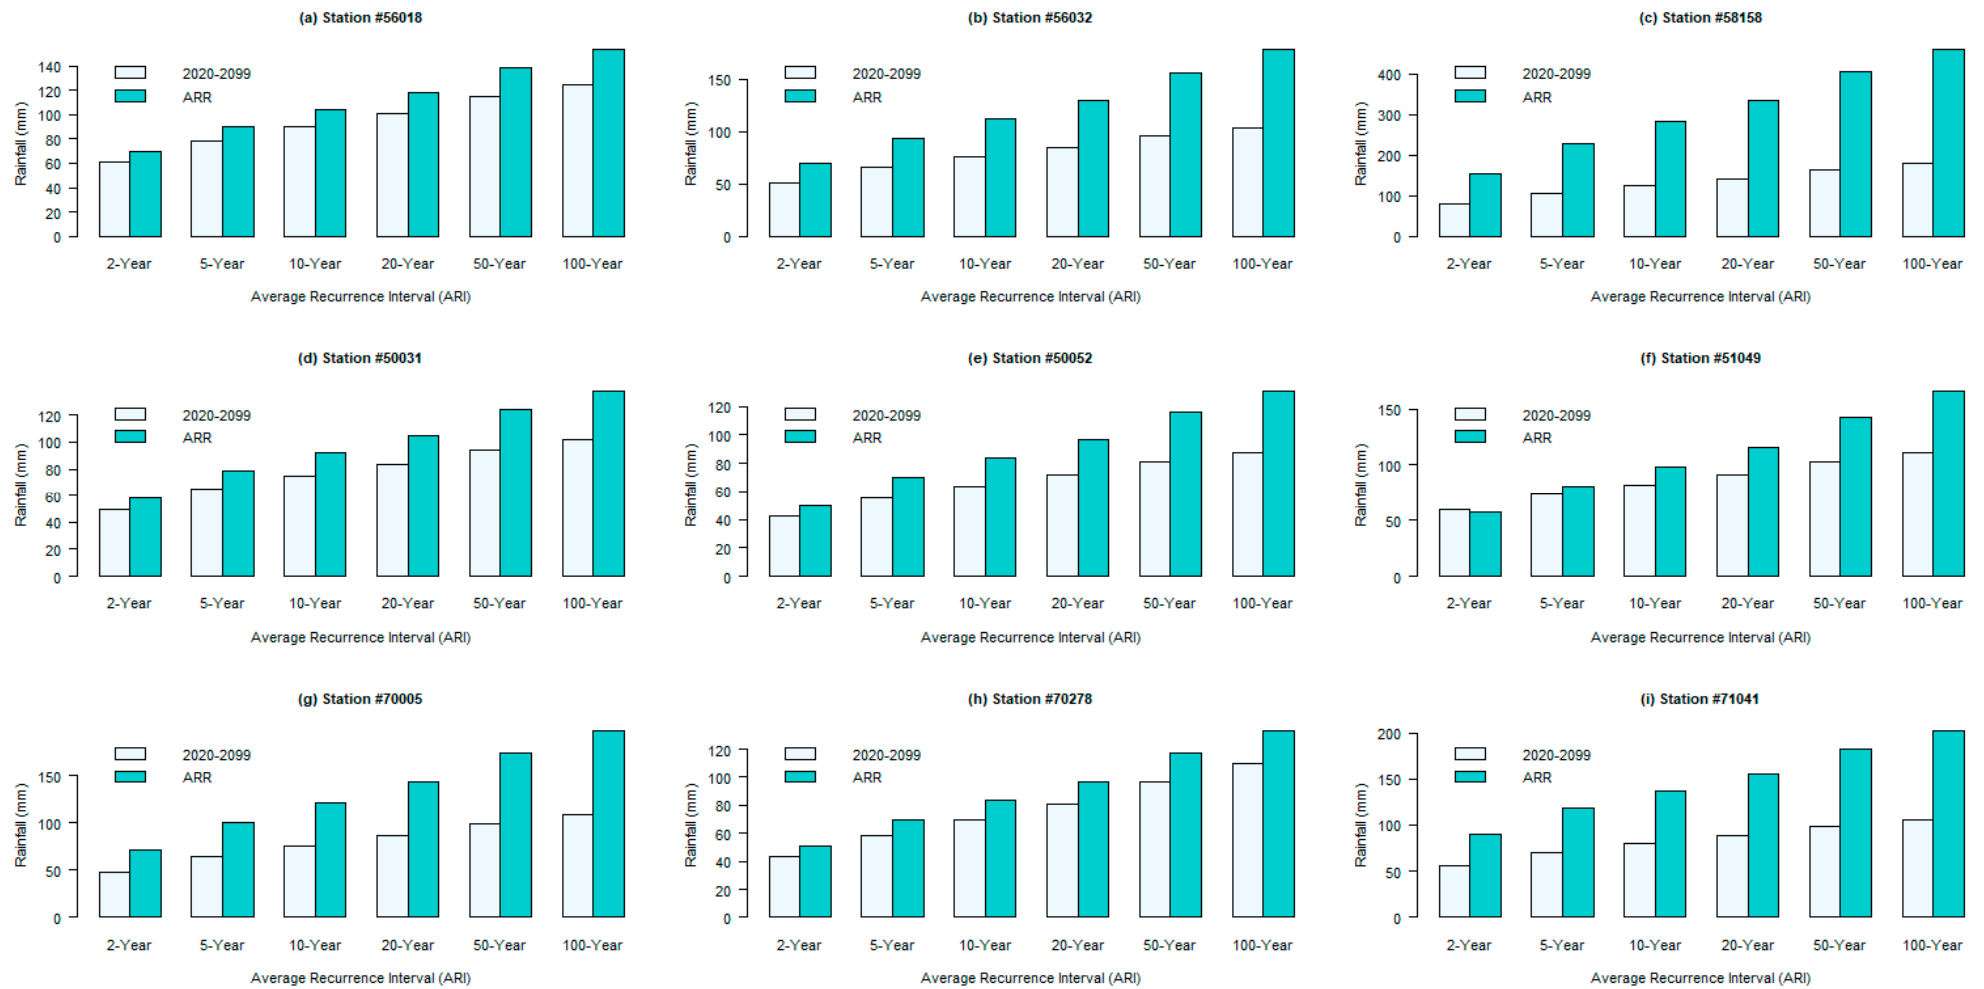 (a) Station #56018
2020-2099
ARR
Rainfall (mm)
140
120
100
80
60
40
20
0
2-Year 5-Year 10-Year 20-Year 50-Year 100-Year
Average Recurrence Interval (ARI)
(b) Station #56032
2020-2099
ARR
Rainfall (mm)
150
100
50
0
2-Year 5-Year 10-Year 20-Year 50-Year 100-Year
Average Recurrence Interval (ARI)
(c) Station #58158
2020-2099
ARR
Rainfall (mm)
400
300
200
100
0
2-Year 5-Year 10-Year 20-Year 50-Year 100-Year
Average Recurrence Interval (ARI)
(d) Station #50031
2020-2099
ARR
Rainfall (mm)
120
100
80
60
40
20
0
2-Year 5-Year 10-Year 20-Year 50-Year 100-Year
Average Recurrence Interval (ARI)
(e) Station #50052
2020-2099
ARR
Rainfall (mm)
120
100
80
60
40
20
0
2-Year 5-Year 10-Year 20-Year 50-Year 100-Year
Average Recurrence Interval (ARI)
(f) Station #51049
2020-2099
ARR
Rainfall (mm)
150
100
50
0
2-Year 5-Year 10-Year 20-Year 50-Year 100-Year
Average Recurrence Interval (ARI)
(g) Station #70005
2020-2099
ARR
Rainfall (mm)
150
100
50
0
2-Year 5-Year 10-Year 20-Year 50-Year 100-Year
Average Recurrence Interval (ARI)
(h) Station #70278
2020-2099
ARR
Rainfall (mm)
120
100
80
60
40
20
0
2-Year 5-Year 10-Year 20-Year 50-Year 100-Year
Average Recurrence Interval (ARI)
(i) Station #71041
2020-2099
ARR
Rainfall (mm)
200
150
100
50
0
2-Year 5-Year 10-Year 20-Year 50-Year 100-Year
Average Recurrence Interval (ARI)